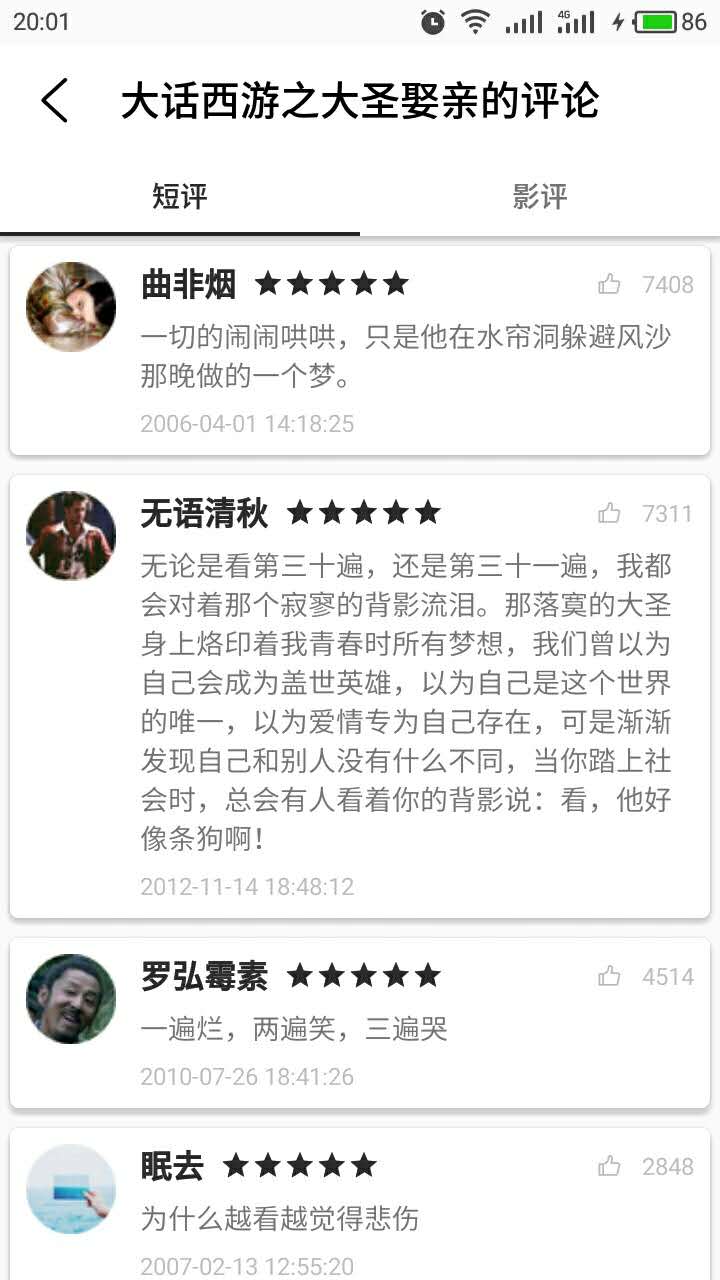 20:01
4G
86
大话西游之大圣娶亲的评论
短评
影评
曲非烟 ★★★★★ 7408
一切的闹闹哄哄，只是他在水帘洞躲避风沙
那晚做的一个梦。
2006-04-01 14:18:25
无语清秋 ★★★★★ 7311
无论是看第三十遍，还是第三十一遍，我都
会对着那个寂寥的背影流泪。那落寞的大圣
身上烙印着我青春时所有梦想，我们曾以为
自己会成为盖世英雄，以为自己是这个世界
的唯一，以为爱情专为自己存在，可是渐渐
发现自己和别人没有什么不同，当你踏上社
会时，总会有人看着你的背影说：看，他好
像条狗啊！
2012-11-14 18:48:12
罗弘霉素 ★★★★★ 4514
一遍烂，两遍笑，三遍哭
2010-07-26 18:41:26
眠去 ★★★★★ 2848
为什么越看越觉得悲伤
2007-02-13 12:55:20